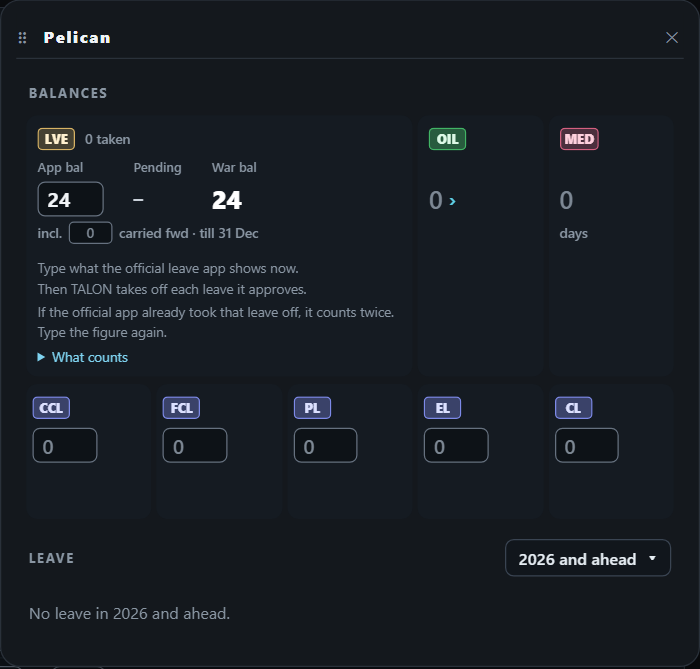 Pelican
BALANCES
LVE 0 taken
App bal Pending War bal
24 – 24
incl. 0 carried fwd · till 31 Dec
Type what the official leave app shows now.
Then TALON takes off each leave it approves.
If the official app already took that leave off, it counts twice.
Type the figure again.
What counts
OIL
0 ›
MED
0
days
CCL
0
FCL
0
PL
0
EL
0
CL
0
LEAVE
2026 and ahead
No leave in 2026 and ahead.